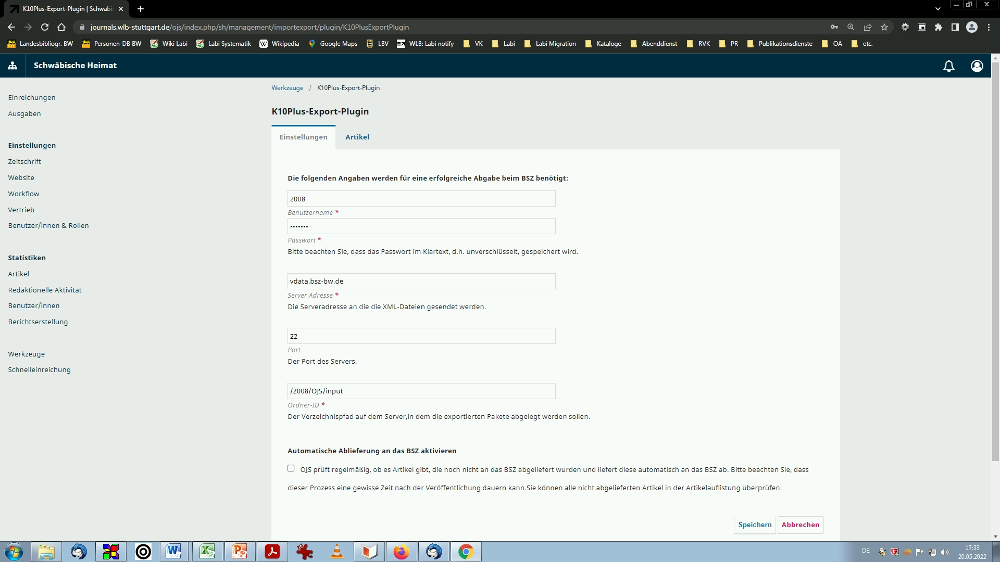 K10Plus-Export-Plugin | Schwäbis
journals.wlb-stuttgart.de/ojs/index.php/sh/management/importexport/plugin/K10PlusExportPlugin
Landesbibliogr. BW
Personen-DB BW
Wiki Labi
Labi Systematik
Wikipedia
Google Maps
LBV
WLB: Labi notify
VK
Labi
Labi Migration
Kataloge
Abenddienst
RVK
PR
Publikationsdienste
OA
etc.
Schwäbische Heimat
Einreichungen
Ausgaben
Einstellungen
Zeitschrift
Website
Workflow
Vertrieb
Benutzer/innen & Rollen
Statistiken
Artikel
Redaktionelle Aktivität
Benutzer/innen
Berichtserstellung
Werkzeuge
Schnelleinreichung
Werkzeuge / K10Plus-Export-Plugin
K10Plus-Export-Plugin
Einstellungen
Artikel
Die folgenden Angaben werden für eine erfolgreiche Abgabe beim BSZ benötigt:
2008
Benutzername *
•••••••
Passwort *
Bitte beachten Sie, dass das Passwort im Klartext, d.h. unverschlüsselt, gespeichert wird.
vdata.bsz-bw.de
Server Adresse *
Die Serveradresse an die die XML-Dateien gesendet werden.
22
Port
Der Port des Servers.
/2008/OJS/input
Ordner-ID *
Der Verzeichnispfad auf dem Server,in dem die exportierten Pakete abgelegt werden sollen.
Automatische Ablieferung an das BSZ aktivieren
OJS prüft regelmäßig, ob es Artikel gibt, die noch nicht an das BSZ abgeliefert wurden und liefert diese automatisch an das BSZ ab. Bitte beachten Sie, dass
dieser Prozess eine gewisse Zeit nach der Veröffentlichung dauern kann.Sie können alle nicht abgelieferten Artikel in der Artikelauflistung überprüfen.
Speichern
Abbrechen
DE
17:33
20.05.2022